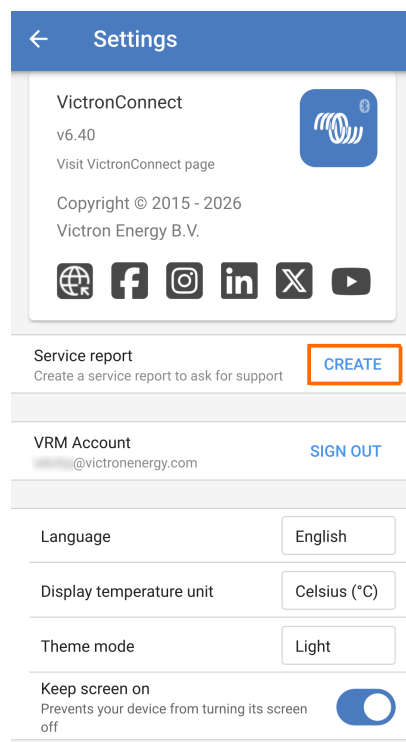 Settings
VictronConnect
v6.40
Visit VictronConnect page
Copyright © 2015 - 2026
Victron Energy B.V.
Service report
Create a service report to ask for support
CREATE
VRM Account
@victronenergy.com
SIGN OUT
Language
English
Display temperature unit
Celsius (°C)
Theme mode
Light
Keep screen on
Prevents your device from turning its screen
off